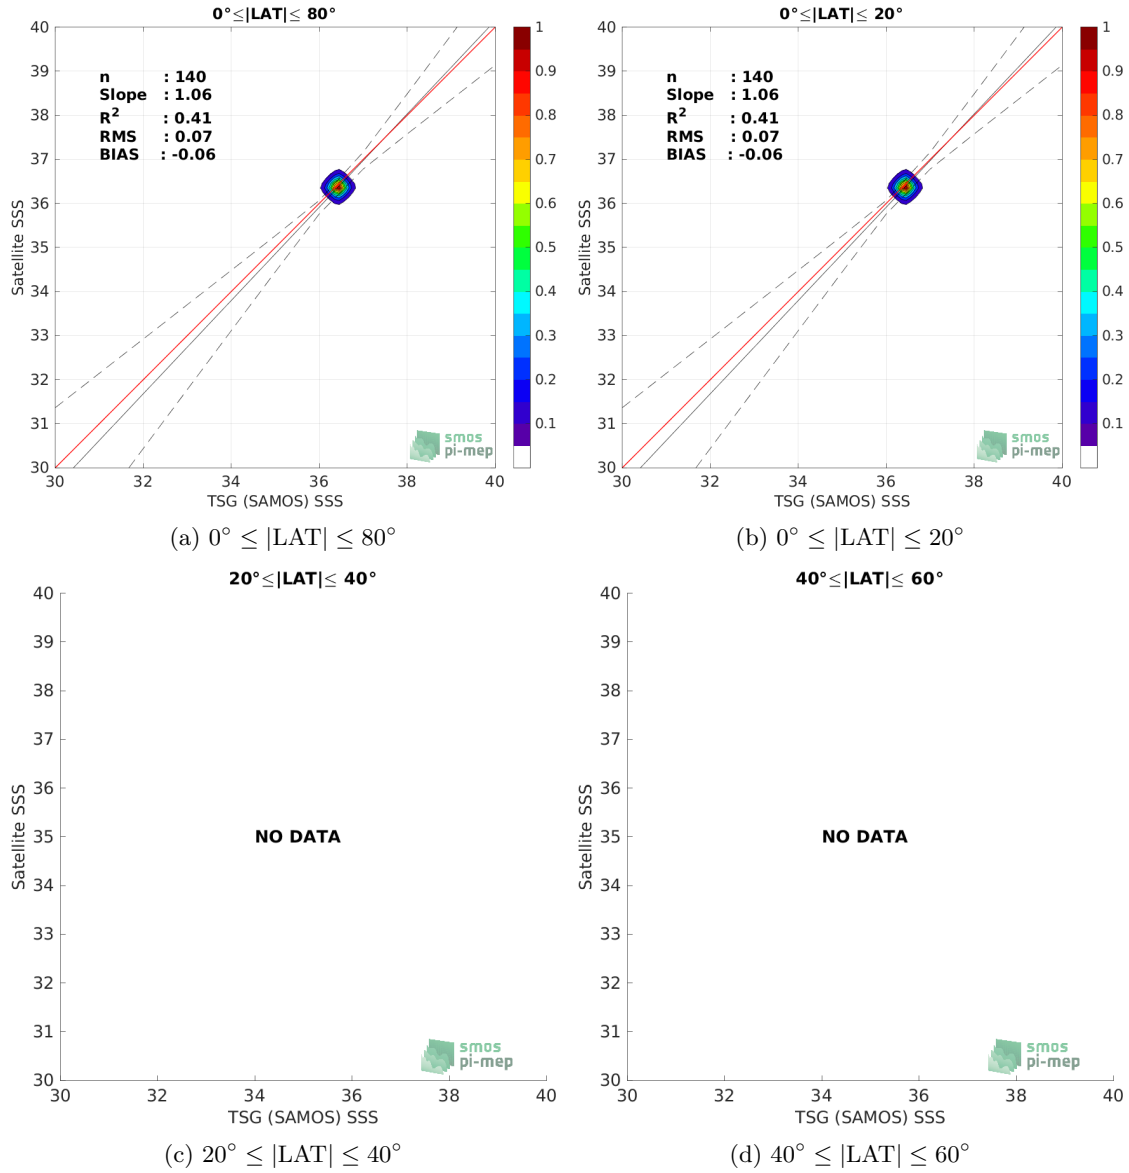 0°≤|LAT|≤ 80°
40
39
38
37
36
35
34
33
32
31
30
Satellite SSS
n : 140
Slope : 1.06
R² : 0.41
RMS : 0.07
BIAS : -0.06
smos
pi-mep
30 32 34 36 38 40
TSG (SAMOS) SSS
1
0.9
0.8
0.7
0.6
0.5
0.4
0.3
0.2
0.1
(a) 0° ≤ |LAT| ≤ 80°
0°≤|LAT|≤ 20°
40
39
38
37
36
35
34
33
32
31
30
Satellite SSS
n : 140
Slope : 1.06
R² : 0.41
RMS : 0.07
BIAS : -0.06
smos
pi-mep
30 32 34 36 38 40
TSG (SAMOS) SSS
1
0.9
0.8
0.7
0.6
0.5
0.4
0.3
0.2
0.1
(b) 0° ≤ |LAT| ≤ 20°
20°≤|LAT|≤ 40°
40
39
38
37
36
35
34
33
32
31
30
Satellite SSS
NO DATA
smos
pi-mep
30 32 34 36 38 40
TSG (SAMOS) SSS
(c) 20° ≤ |LAT| ≤ 40°
40°≤|LAT|≤ 60°
40
39
38
37
36
35
34
33
32
31
30
Satellite SSS
NO DATA
smos
pi-mep
30 32 34 36 38 40
TSG (SAMOS) SSS
(d) 40° ≤ |LAT| ≤ 60°